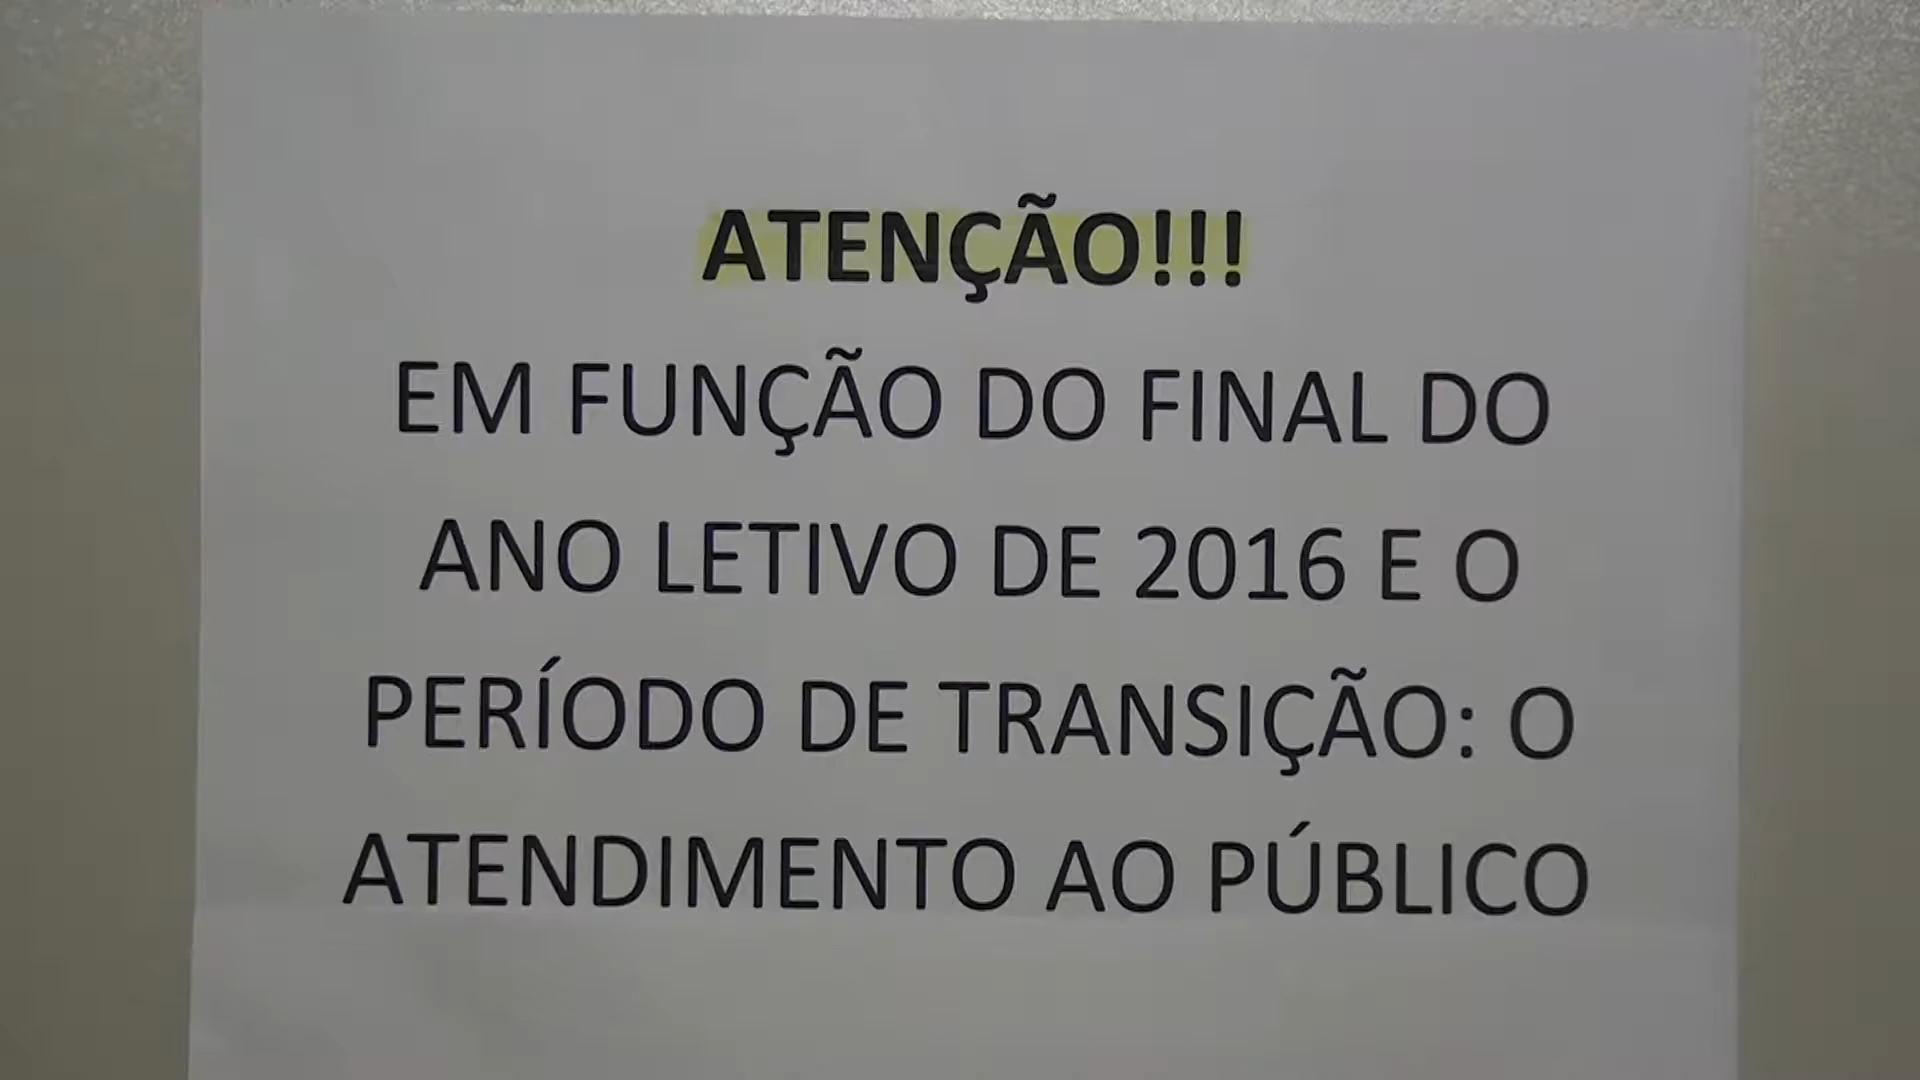 ATENÇÃO!!!
EM FUNÇÃO DO FINAL DO
ANO LETIVO DE 2016 E O
PERÍODO DE TRANSIÇÃO: O
ATENDIMENTO AO PÚBLICO